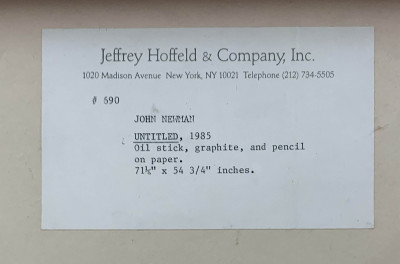 Jeffrey Hoffeld & Company, Inc.
1020 Madison Avenue New York, NY 10021 Telephone (212) 734-5505
# 690
JOHN NEWMAN
UNTITLED, 1985
Oil stick, graphite, and pencil
on paper.
71½" x 54 3/4" inches.